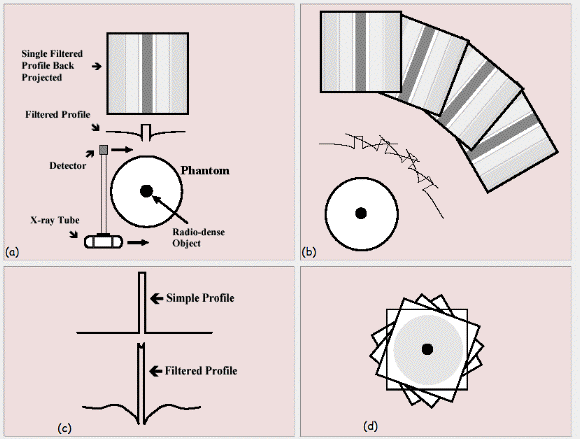 Single Filtered
Profile Back
Projected
Filtered Profile
Detector
Phantom
X-ray Tube
Radio-dense
Object
(a)
(b)
Simple Profile
Filtered Profile
(c)
(d)